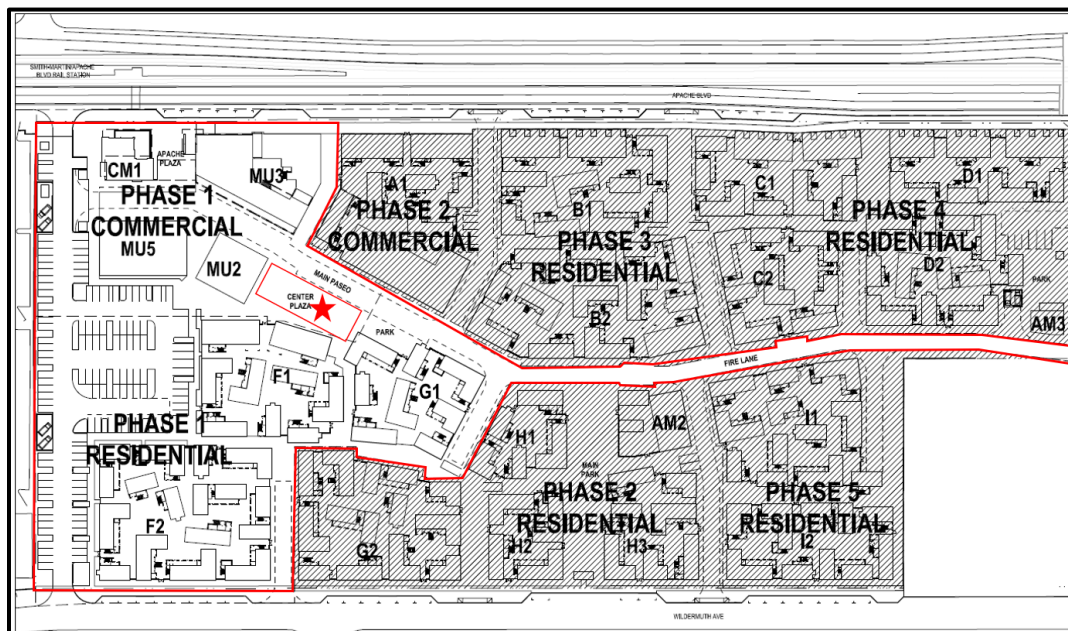 SMITH-MARTIN/APACHE
BLVD RAIL STATION
APACHE BLVD
CM1
APACHE
PLAZA
MU3
PHASE 1
COMMERCIAL
MU5
MU2
MAIN PASEO
CENTER
PLAZA
PARK
A1
PHASE 2
COMMERCIAL
B1
PHASE 3
RESIDENTIAL
B2
C1
C2
D1
PHASE 4
RESIDENTIAL
D2
PARK
AM3
FIRE LANE
F1
G1
PHASE 1
RESIDENTIAL
F2
G2
H1
AM2
MAIN
PARK
PHASE 2
RESIDENTIAL
H2
H3
I1
PHASE 5
RESIDENTIAL
I2
WILDERMUTH AVE